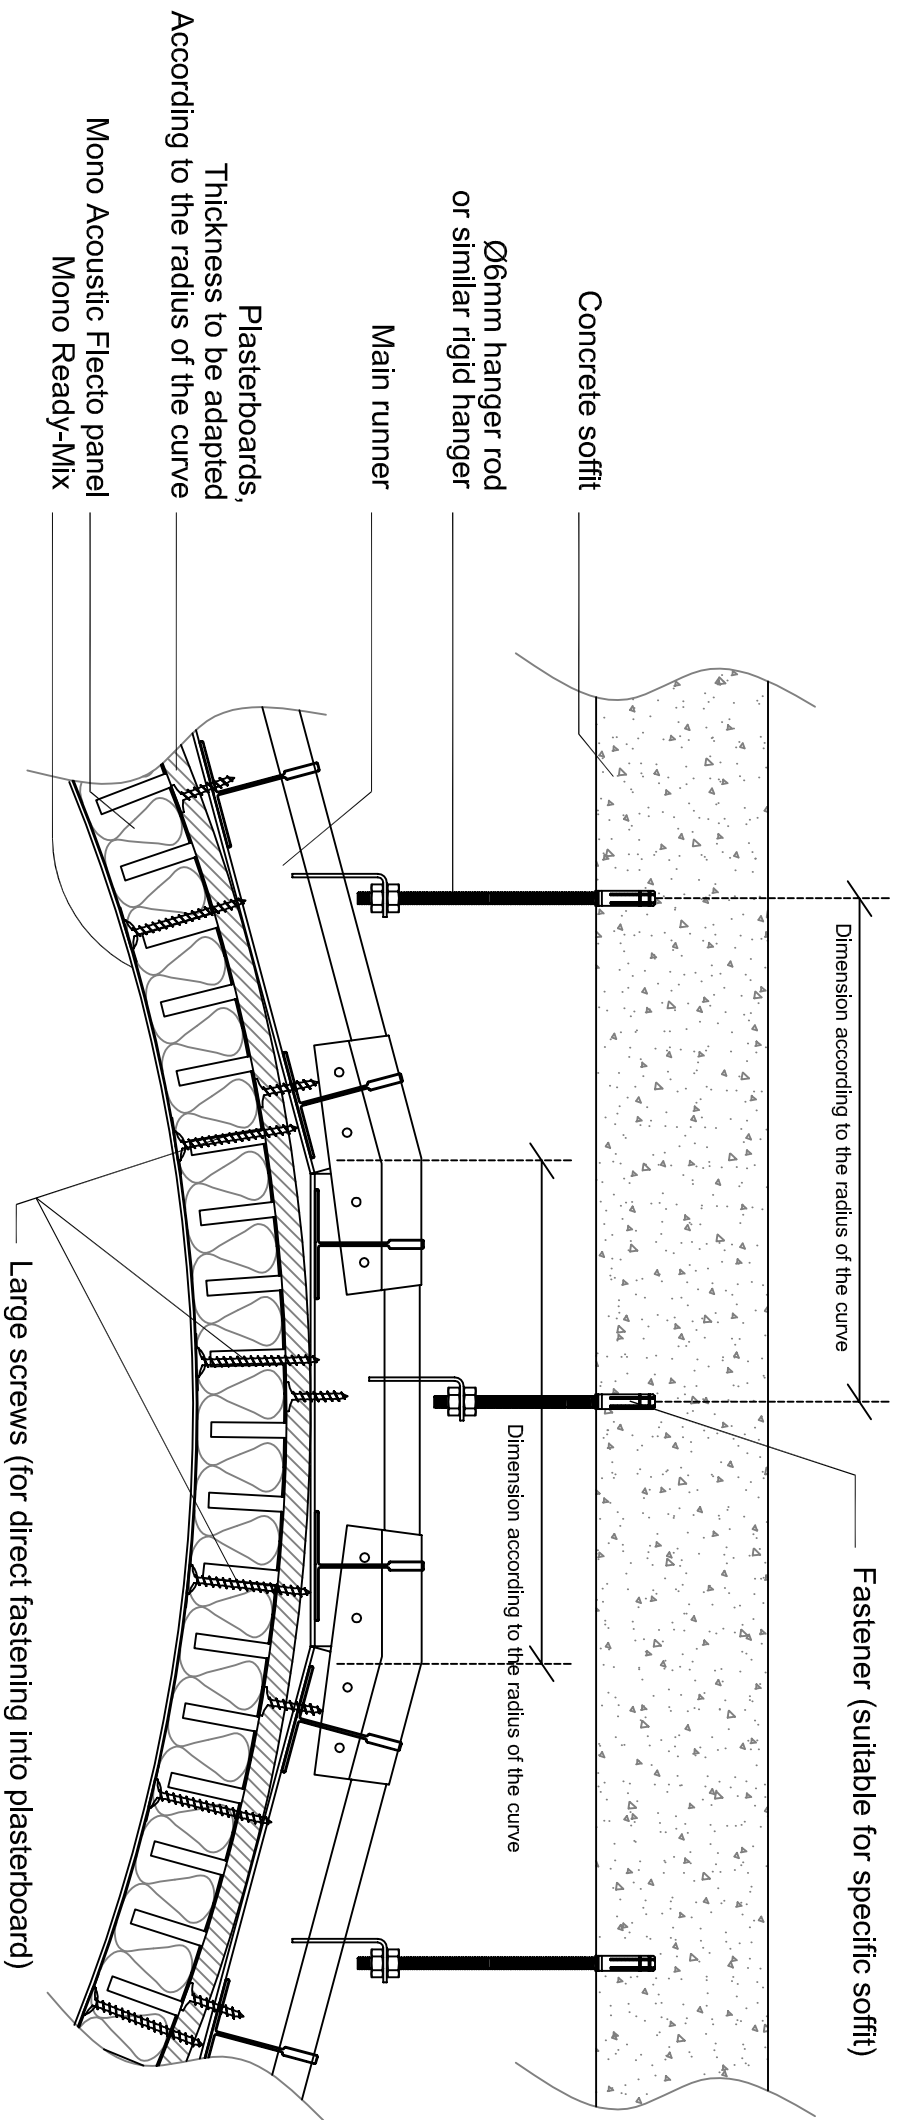 Fastener (suitable for specific soffit)
Dimension according to the radius of the curve
Concrete soffit
Ø6mm hanger rod
or similar rigid hanger
Dimension according to the radius of the curve
Main runner
Plasterboards,
Thickness to be adapted
According to the radius of the curve
Mono Acoustic Flecto panel
Mono Ready-Mix
Large screws (for direct fastening into plasterboard)